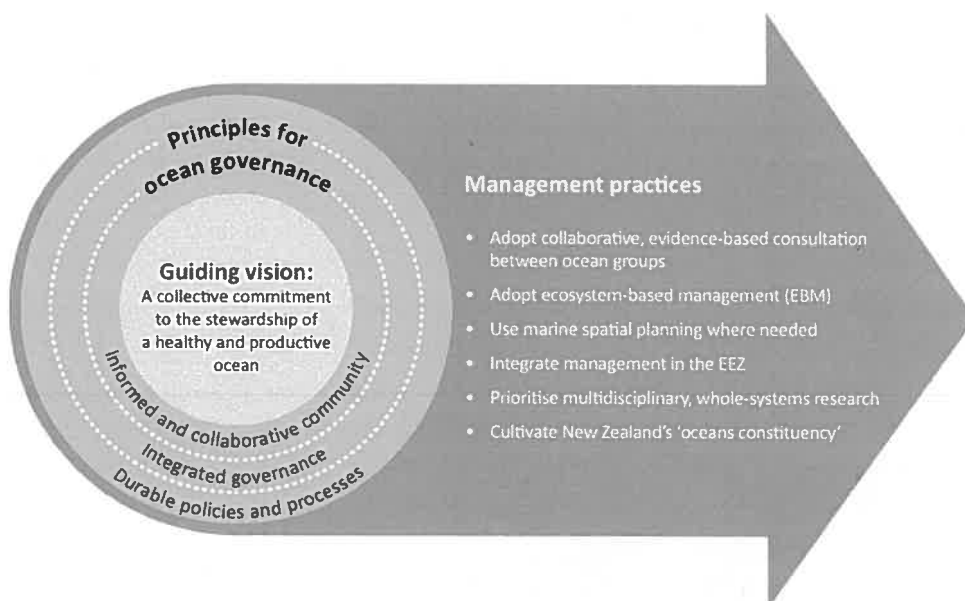 Principles for
ocean governance
Guiding vision:
A collective commitment
to the stewardship of
a healthy and productive
ocean
Informed and collaborative community
Integrated governance
Durable policies and processes
Management practices
• Adopt collaborative, evidence-based consultation
between ocean groups
• Adopt ecosystem-based management (EBM)
• Use marine spatial planning where needed
• Integrate management in the EEZ
• Prioritise multidisciplinary, whole-systems research
• Cultivate New Zealand's 'oceans constituency'